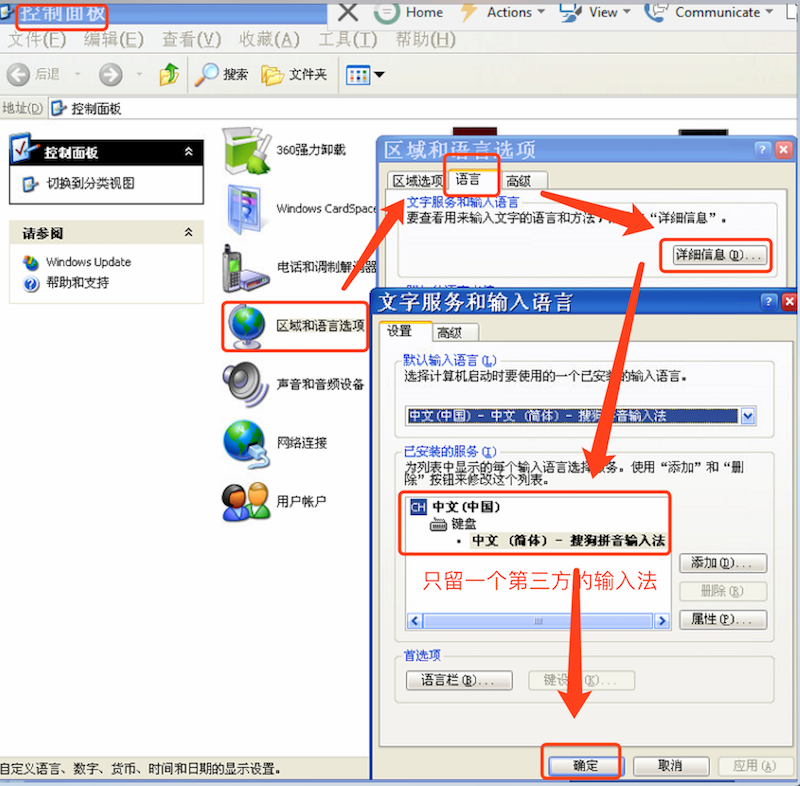 控制面板
Home Actions View Communicate
文件(E) 编辑(E) 查看(V) 收藏(A) 工具(T) 帮助(H)
后退 搜索 文件夹
地址(D) 控制面板
控制面板
切换到分类视图
请参阅
Windows Update
帮助和支持
360强力卸载
Windows CardSpace
电话和调制解调器
区域和语言选项
声音和音频设备
网络连接
用户帐户
区域和语言选项
区域选项 语言 高级
文字服务和输入语言
要查看用来输入文字的语言和方法,
“详细信息”。
详细信息(D)...
文字服务和输入语言
设置 高级
默认输入语言(L)
选择计算机启动时要使用的一个已安装的输入语言。
中文(中国) - 中文 (简体) - 搜狗拼音输入法
已安装的服务(I)
为列表中显示的每个输入语言选择服务。使用“添加”和“删
除”按钮来修改这个列表。
CH 中文(中国)
键盘
• 中文 (简体) - 搜狗拼音输入法
只留一个第三方的输入法
添加(D)...
删除(R)
属性(P)...
首选项
语言栏(B)... 键设(K)...
确定 取消 应用(A)
自定义语言、数字、货币、时间和日期的显示设置。